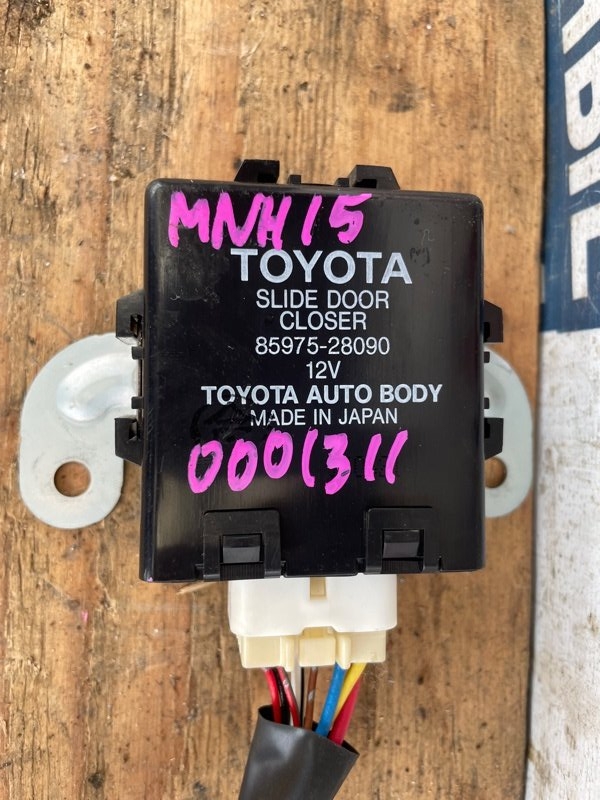 MNH15
TOYOTA
SLIDE DOOR
CLOSER
85975-28090
12V
TOYOTA AUTO BODY
MADE IN JAPAN
0001311